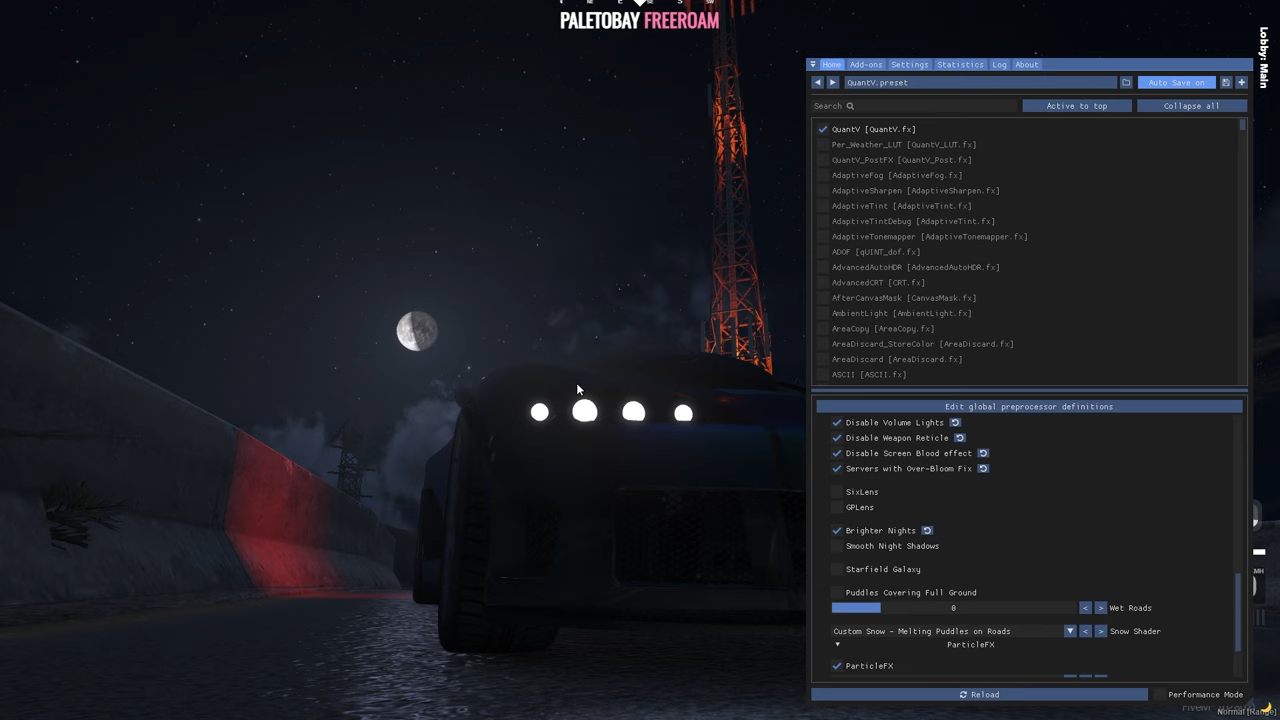 PALETOBAY FREEROAM
Lobby: Main
Home Add-ons Settings Statistics Log About
QuantV.preset
Auto Save on
Search
Active to top
Collapse all
QuantV [QuantV.fx]
Per_Weather_LUT [QuantV_LUT.fx]
QuantV_PostFX [QuantV_Post.fx]
AdaptiveFog [AdaptiveFog.fx]
AdaptiveSharpen [AdaptiveSharpen.fx]
AdaptiveTint [AdaptiveTint.fx]
AdaptiveTintDebug [AdaptiveTint.fx]
AdaptiveTonemapper [AdaptiveTonemapper.fx]
ADOF [qUINT_dof.fx]
AdvancedAutoHDR [AdvancedAutoHDR.fx]
AdvancedCRT [CRT.fx]
AfterCanvasMask [CanvasMask.fx]
AmbientLight [AmbientLight.fx]
AreaCopy [AreaCopy.fx]
AreaDiscard_StoreColor [AreaDiscard.fx]
AreaDiscard [AreaDiscard.fx]
ASCII [ASCII.fx]
Edit global preprocessor definitions
Disable Volume Lights
Disable Weapon Reticle
Disable Screen Blood effect
Servers with Over-Bloom Fix
SixLens
GPLens
Brighter Nights
Smooth Night Shadows
Starfield Galaxy
Puddles Covering Full Ground
8 < > Wet Roads
Custom Snow - Melting Puddles on Roads < > Snow Shader
ParticleFX
ParticleFX
Reload
Performance Mode
Normal [Range]